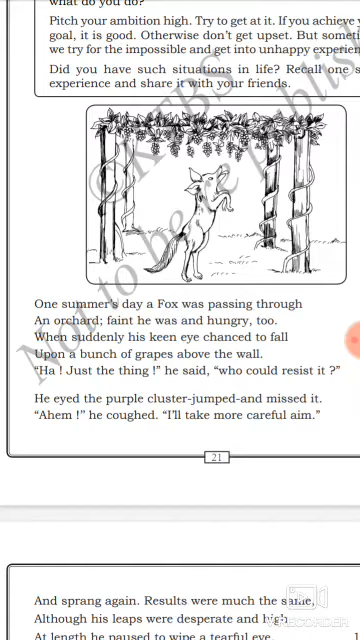 what do you do?
Pitch your ambition high. Try to get at it. If you achieve
goal, it is good. Otherwise don't get upset. But someti
we try for the impossible and get into unhappy experien
Did you have such situations in life? Recall one s
experience and share it with your friends.
©KTBS
Not to be republish
One summer's day a Fox was passing through
An orchard; faint he was and hungry, too.
When suddenly his keen eye chanced to fall
Upon a bunch of grapes above the wall.
"Ha ! Just the thing !" he said, "who could resist it ?"
He eyed the purple cluster-jumped-and missed it.
"Ahem !" he coughed. "I'll take more careful aim."
21
And sprang again. Results were much the same,
Although his leaps were desperate and high
At length he paused to wipe a tearful eye,
RECORDER